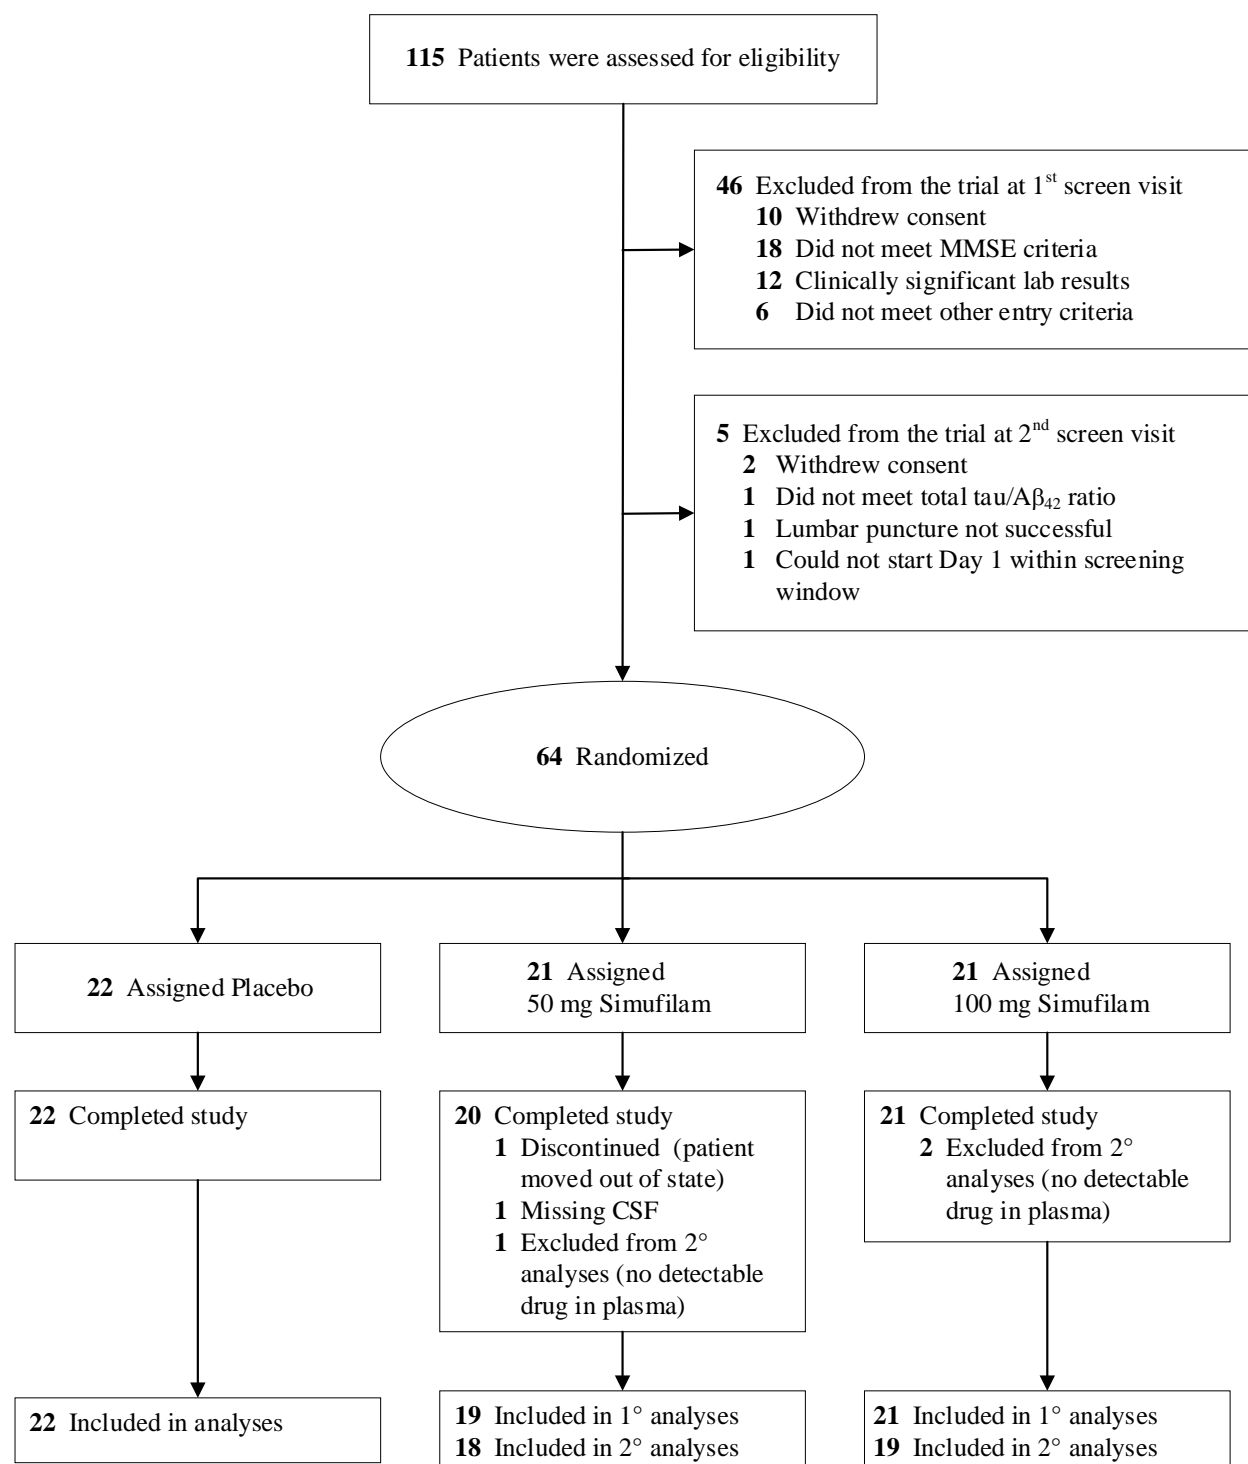 115 Patients were assessed for eligibility
46 Excluded from the trial at 1st screen visit
10 Withdrew consent
18 Did not meet MMSE criteria
12 Clinically significant lab results
6 Did not meet other entry criteria
5 Excluded from the trial at 2nd screen visit
2 Withdrew consent
1 Did not meet total tau/Aβ42 ratio
1 Lumbar puncture not successful
1 Could not start Day 1 within screening
window
64 Randomized
22 Assigned Placebo
21 Assigned
50 mg Simufilam
21 Assigned
100 mg Simufilam
22 Completed study
20 Completed study
1 Discontinued (patient
moved out of state)
1 Missing CSF
1 Excluded from 2°
analyses (no detectable
drug in plasma)
21 Completed study
2 Excluded from 2°
analyses (no detectable
drug in plasma)
22 Included in analyses
19 Included in 1° analyses
18 Included in 2° analyses
21 Included in 1° analyses
19 Included in 2° analyses